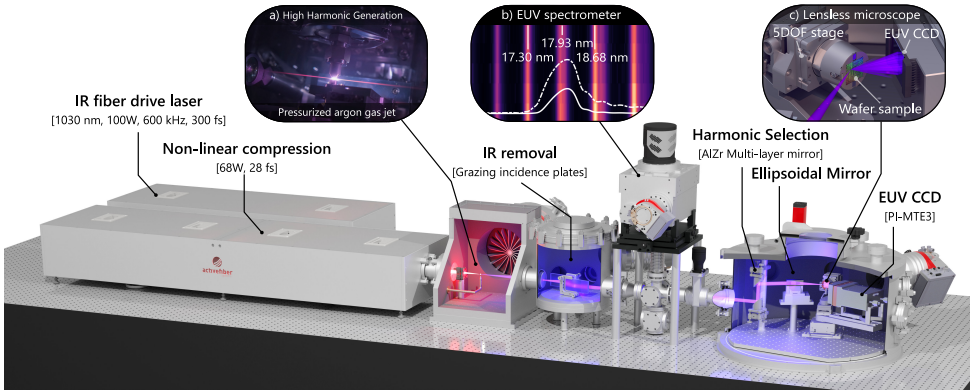 a) High Harmonic Generation
Pressurized argon gas jet
b) EUV spectrometer
17.93 nm
17.30 nm
18.68 nm
c) Lensless microscope
5DOF stage
EUV CCD
Wafer sample
IR fiber drive laser
[1030 nm, 100W, 600 kHz, 300 fs]
Non-linear compression
[68W, 28 fs]
IR removal
[Grazing incidence plates]
Harmonic Selection
[AlZr Multi-layer mirror]
Ellipsoidal Mirror
EUV CCD
[PI-MTE3]
activefiber